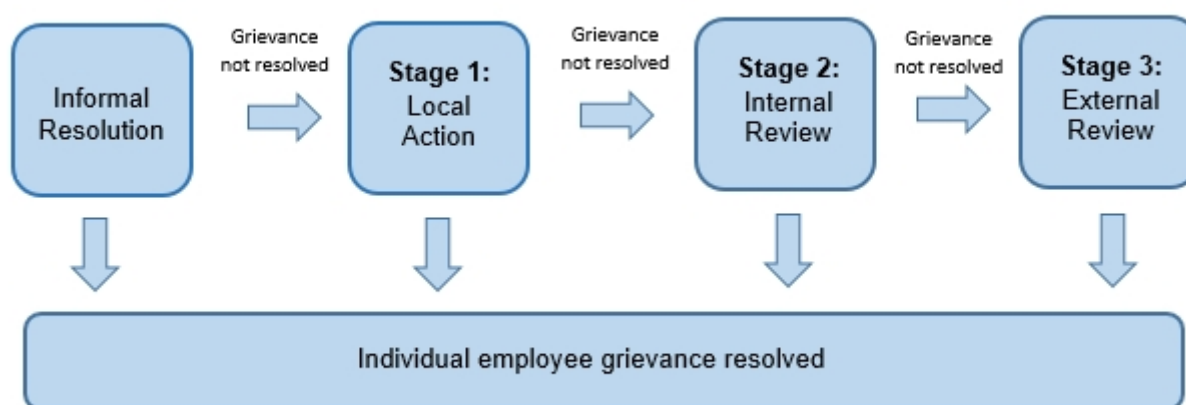 Informal
Resolution
Grievance
not resolved
Stage 1:
Local
Action
Grievance
not resolved
Stage 2:
Internal
Review
Grievance
not resolved
Stage 3:
External
Review
Individual employee grievance resolved